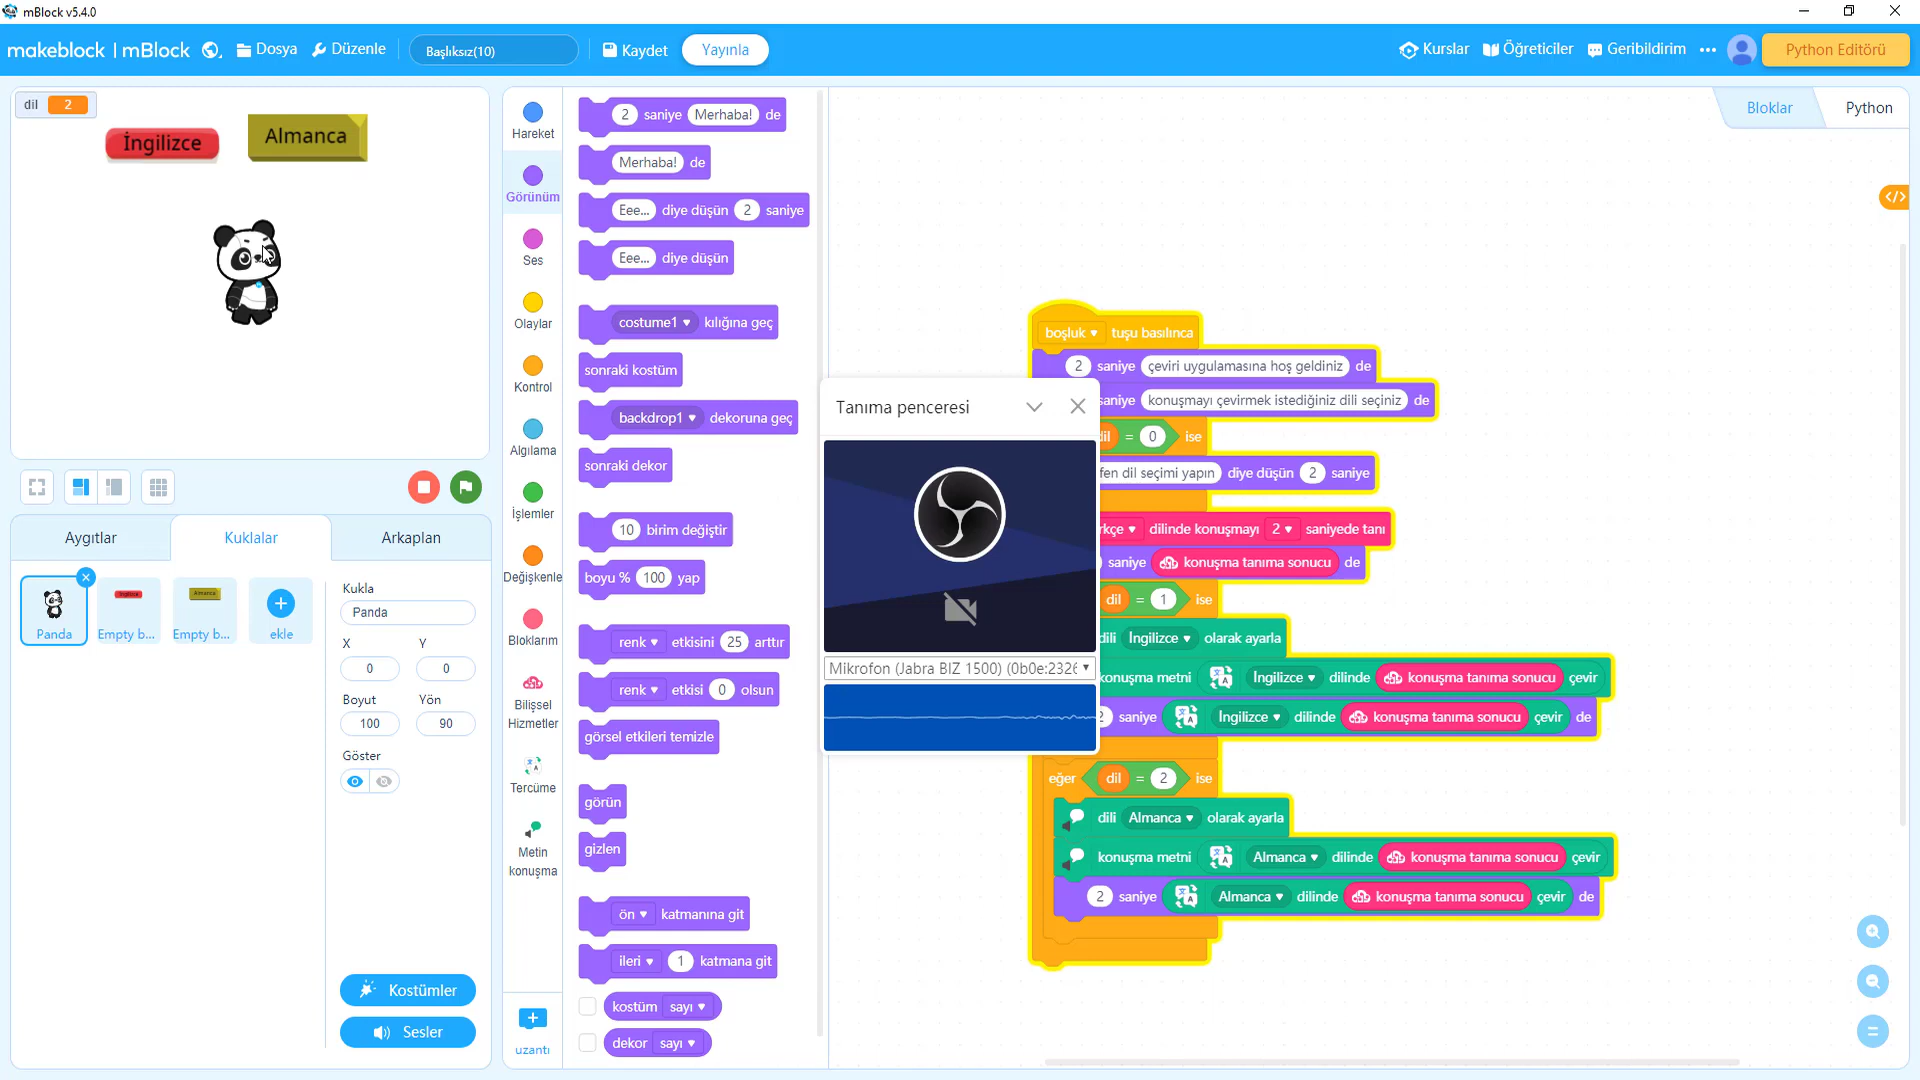 mBlock v5.4.0
makeblock | mBlock
Dosya
Düzenle
Başlıksız(10)
Kaydet
Yayınla
Kurslar
Öğreticiler
Geribildirim
Python Editörü
dil 2
İngilizce
Almanca
Aygıtlar
Kuklalar
Arkaplan
Panda
Empty b...
Empty b...
ekle
Kukla
Panda
X
Y
0
0
Boyut
Yön
100
90
Göster
Kostümler
Sesler
Hareket
Görünüm
Ses
Olaylar
Kontrol
Algılama
İşlemler
Değişkenle
Bloklarım
Bilişsel
Hizmetler
Tercüme
Metin
konuşma
uzantı
2 saniye Merhaba! de
Merhaba! de
Eee... diye düşün 2 saniye
Eee... diye düşün
costume1 kılığına geç
sonraki kostüm
backdrop1 dekoruna geç
sonraki dekor
10 birim değiştir
boyu % 100 yap
renk etkisini 25 arttır
renk etkisi 0 olsun
görsel etkileri temizle
görün
gizlen
ön katmanına git
ileri 1 katmana git
kostüm sayı
dekor sayı
Bloklar
Python
</>
boşluk tuşu basılınca
2 saniye çeviri uygulamasına hoş geldiniz de
saniye konuşmayı çevirmek istediğiniz dili seçiniz de
dil = 0 ise
fen dil seçimi yapın diye düşün 2 saniye
rkçe dilinde konuşmayı 2 saniyede tanı
saniye konuşma tanıma sonucu de
dil = 1 ise
dili İngilizce olarak ayarla
konuşma metni İngilizce dilinde konuşma tanıma sonucu çevir
2 saniye İngilizce dilinde konuşma tanıma sonucu çevir de
eğer dil = 2 ise
dili Almanca olarak ayarla
konuşma metni Almanca dilinde konuşma tanıma sonucu çevir
2 saniye Almanca dilinde konuşma tanıma sonucu çevir de
Tanıma penceresi
Mikrofon (Jabra BIZ 1500) (0b0e:2326